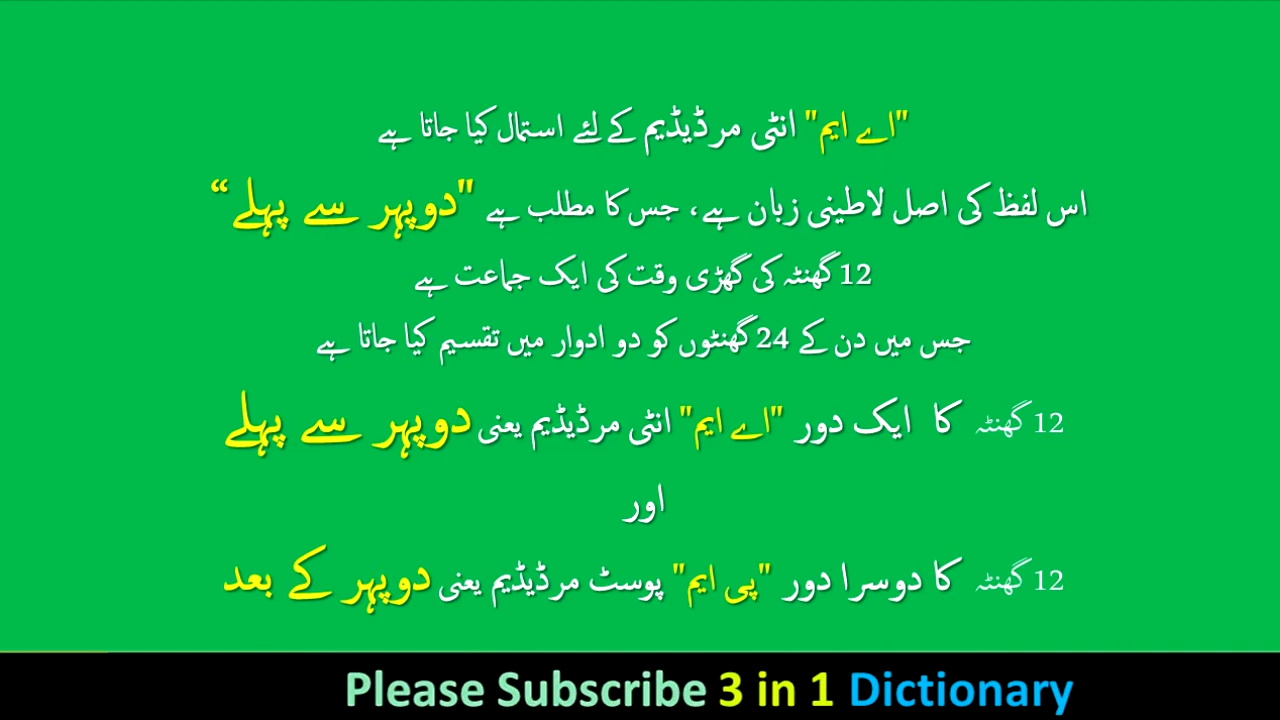 "اے ایم" انٹی مرڈیڈیم کے لئے استمال کیا جاتا ہے
اس لفظ کی اصل لاطینی زبان ہے، جس کا مطلب ہے "دوپہر سے پہلے“
12گھنٹہ کی گھڑی وقت کی ایک جماعت ہے
جس میں دن کے 24گھنٹوں کو دو ادوار میں تقسیم کیا جاتا ہے
12 گھنٹہ کا ایک دور "اے ایم" انٹی مرڈیڈیم یعنی دوپہر سے پہلے
اور
12 گھنٹہ کا دوسرا دور "پی ایم" پوسٹ مرڈیڈیم یعنی دوپہر کے بعد
Please Subscribe 3 in 1 Dictionary